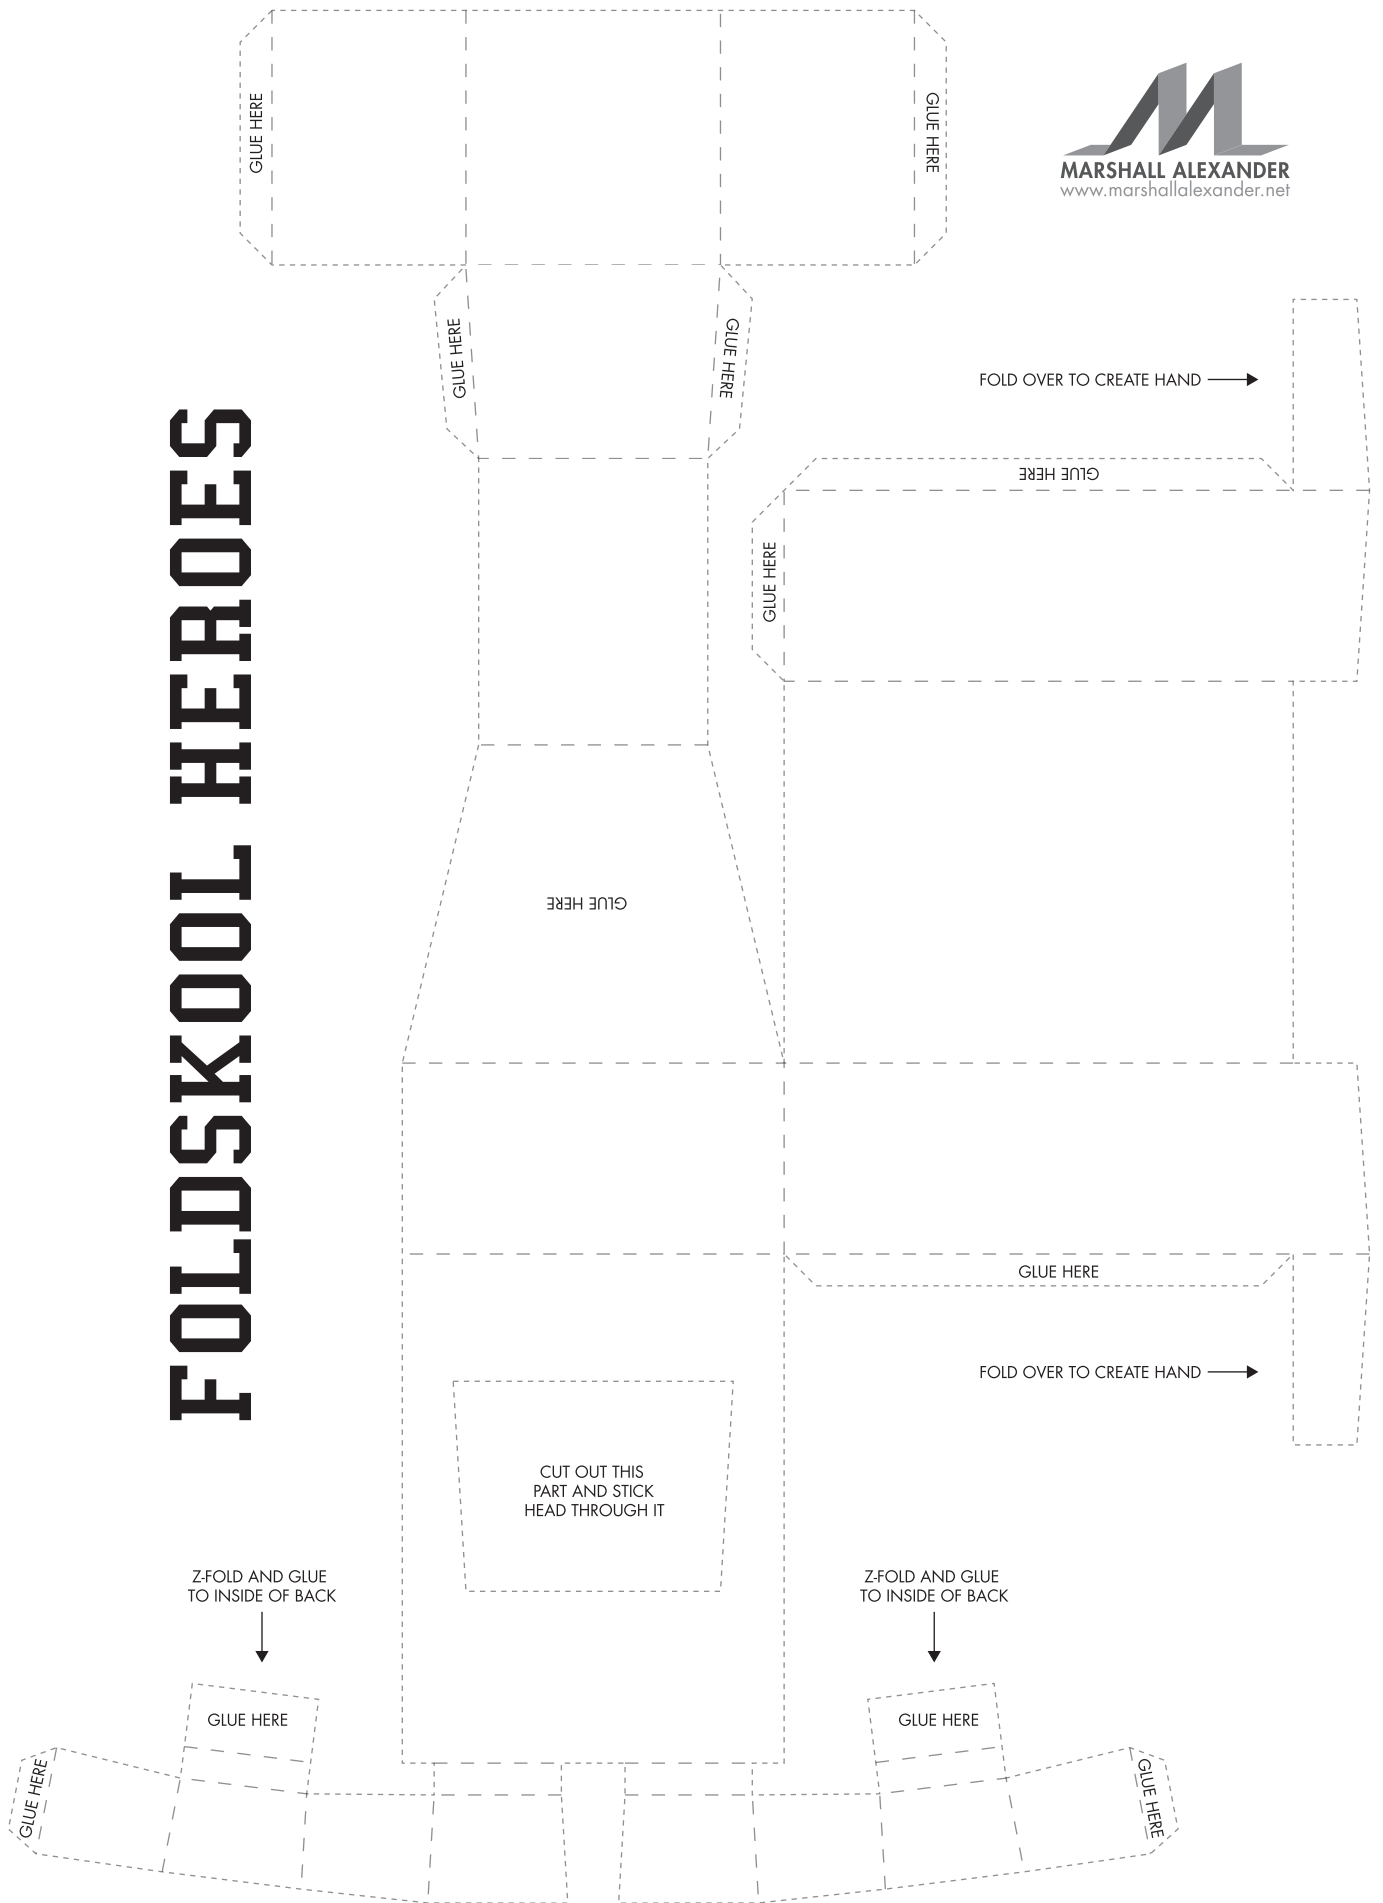 GLUE HERE
GLUE HERE
MARSHALL ALEXANDER
www.marshallalexander.net
GLUE HERE
GLUE HERE
FOLD OVER TO CREATE HAND
GLUE HERE
GLUE HERE
FOLDSKOOL HEROES
GLUE HERE
GLUE HERE
FOLD OVER TO CREATE HAND
CUT OUT THIS
PART AND STICK
HEAD THROUGH IT
Z-FOLD AND GLUE
TO INSIDE OF BACK
Z-FOLD AND GLUE
TO INSIDE OF BACK
GLUE HERE
GLUE HERE
GLUE HERE
GLUE HERE